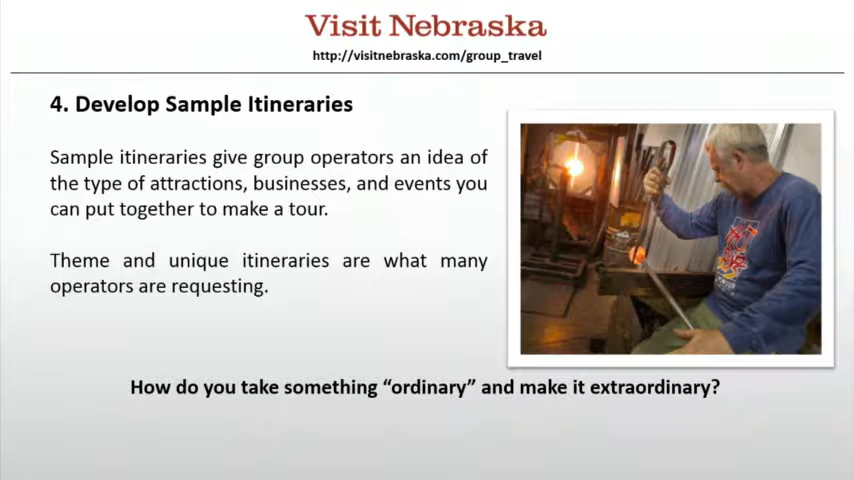 Visit Nebraska
http://visitnebraska.com/group_travel
4. Develop Sample Itineraries
Sample itineraries give group operators an idea of
the type of attractions, businesses, and events you
can put together to make a tour.
Theme and unique itineraries are what many
operators are requesting.
How do you take something “ordinary” and make it extraordinary?